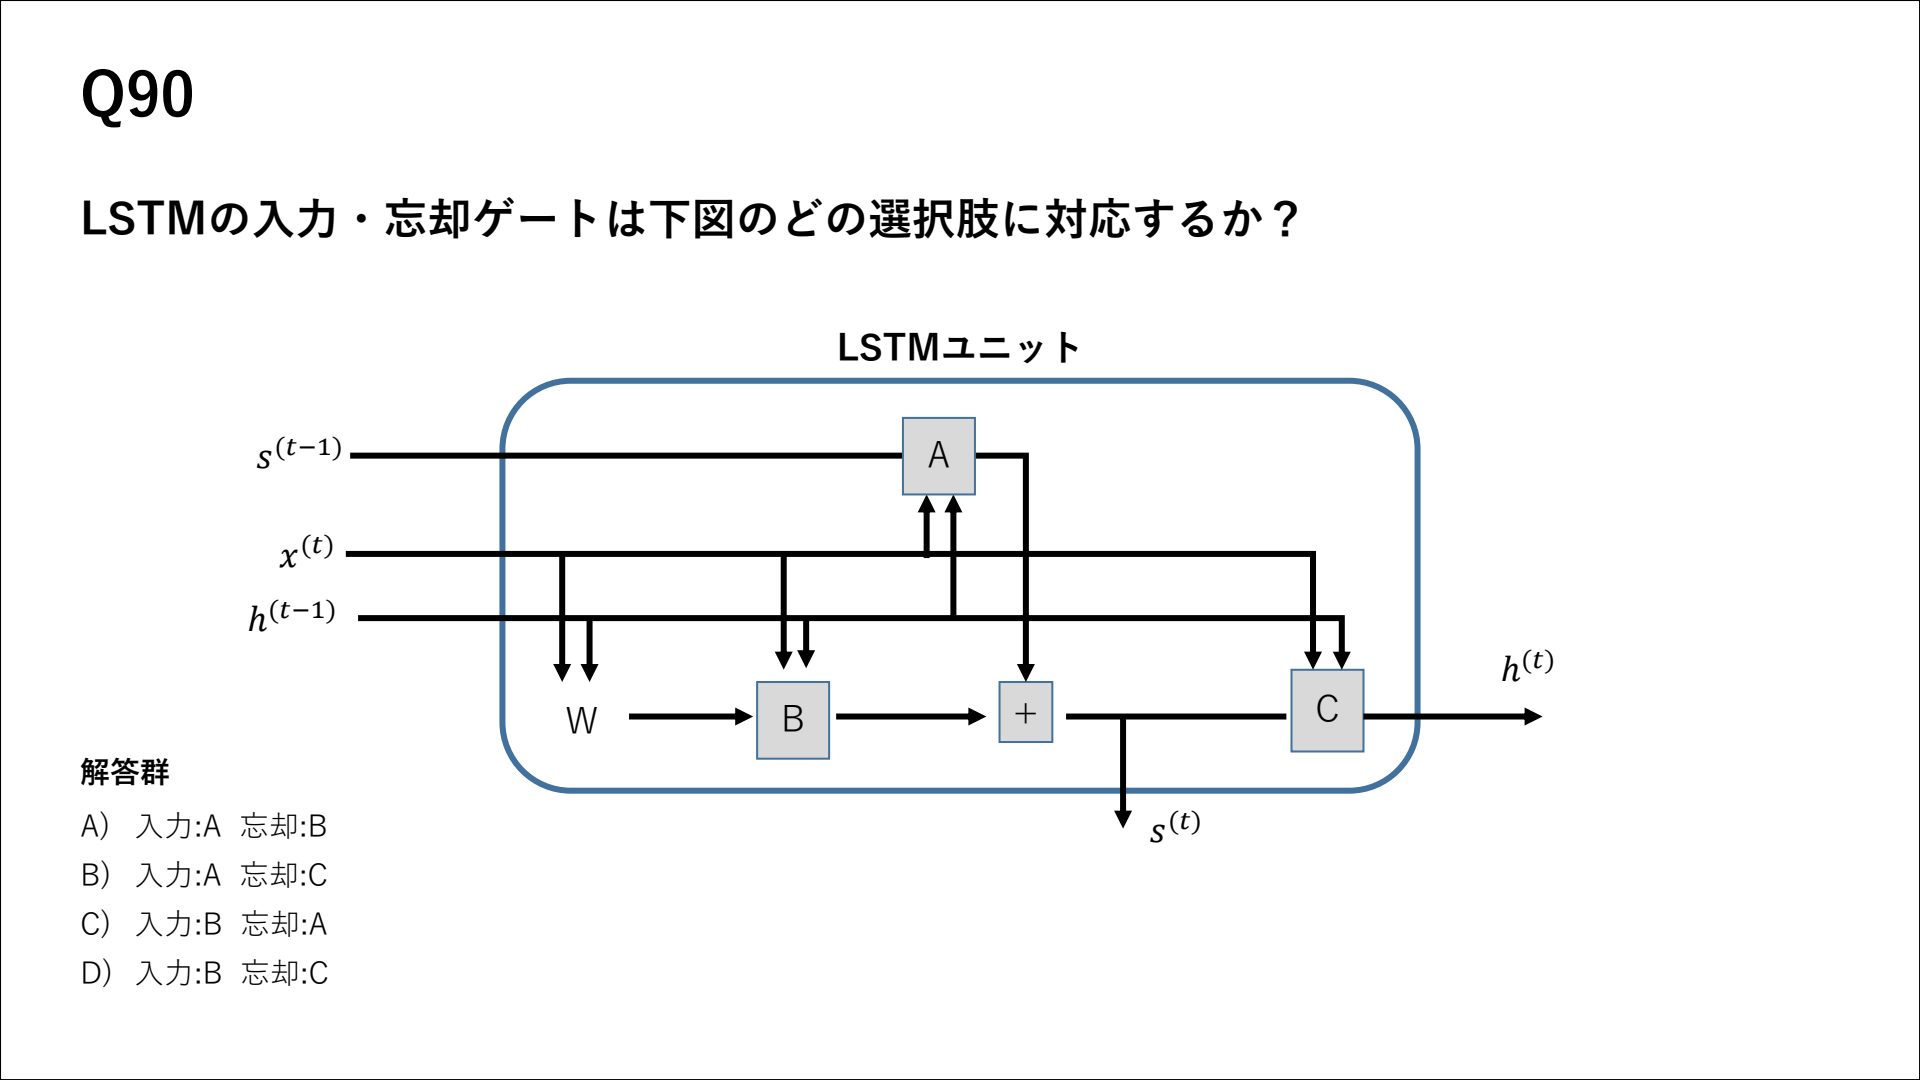 Q90
LSTMの入力・忘却ゲートは下図のどの選択肢に対応するか？
LSTMユニット
s^(t−1)
A
x^(t)
h^(t−1)
W
B
+
C
h^(t)
s^(t)
解答群
A) 入力:A 忘却:B
B) 入力:A 忘却:C
C) 入力:B 忘却:A
D) 入力:B 忘却:C